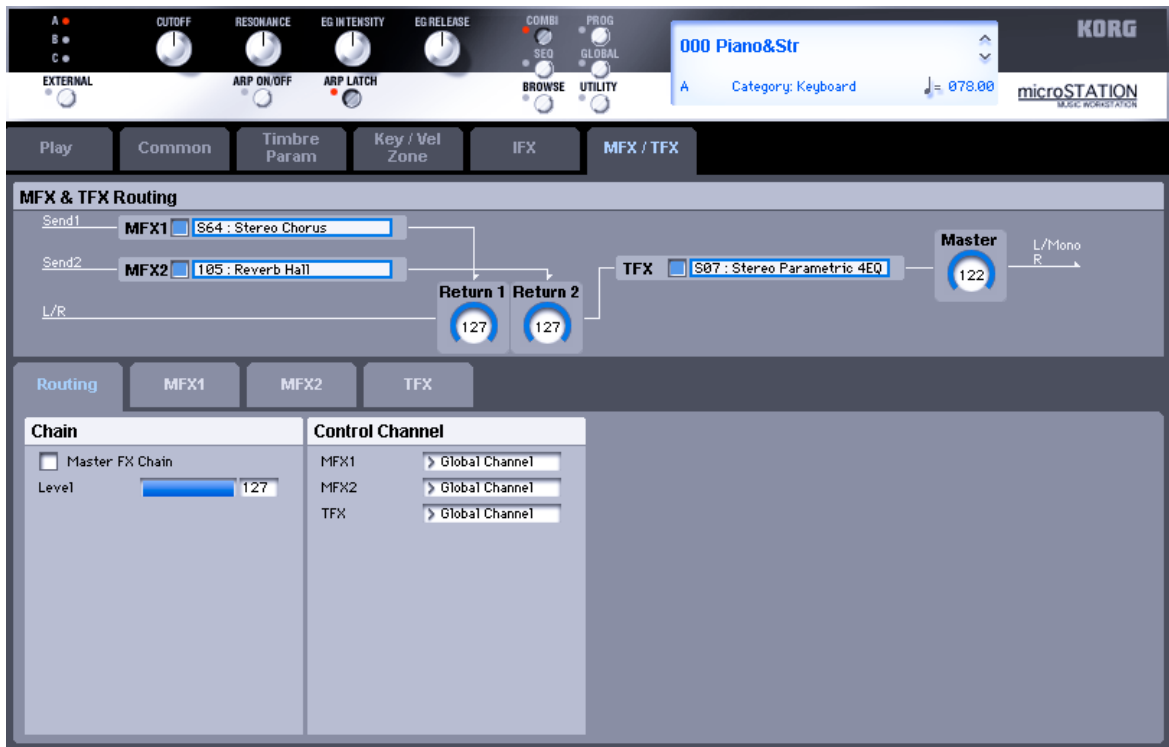 A
B
C
CUTOFF RESONANCE EG INTENSITY EG RELEASE
COMBI PROG
SEQ GLOBAL
EXTERNAL ARP ON/OFF ARP LATCH BROWSE UTILITY
000 Piano&Str
A Category: Keyboard ♩= 078.00
KORG
microSTATION
MUSIC WORKSTATION
Play Common Timbre Param Key / Vel Zone IFX MFX / TFX
MFX & TFX Routing
Send1 MFX1 S64 : Stereo Chorus
Send2 MFX2 105 : Reverb Hall
L/R
Return 1 Return 2
127 127
TFX S07 : Stereo Parametric 4EQ
Master
122
L/Mono
R
Routing MFX1 MFX2 TFX
Chain
Master FX Chain
Level 127
Control Channel
MFX1 Global Channel
MFX2 Global Channel
TFX Global Channel